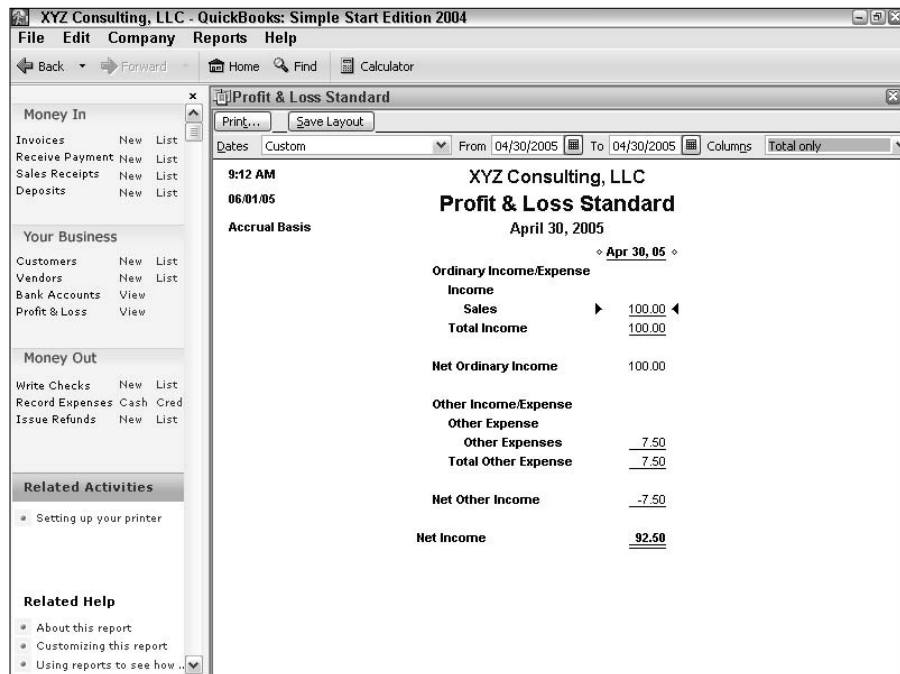 XYZ Consulting, LLC - QuickBooks: Simple Start Edition 2004
File Edit Company Reports Help
Back Forward Home Find Calculator
Money In
Invoices New List
Receive Payment New List
Sales Receipts New List
Deposits New List
Your Business
Customers New List
Vendors New List
Bank Accounts View
Profit & Loss View
Money Out
Write Checks New List
Record Expenses Cash Cred
Issue Refunds New List
Related Activities
Setting up your printer
Related Help
About this report
Customizing this report
Using reports to see how ..
Profit & Loss Standard
Print... Save Layout
Dates Custom From 04/30/2005 To 04/30/2005 Columns Total only
9:12 AM
06/01/05
Accrual Basis
XYZ Consulting, LLC
Profit & Loss Standard
April 30, 2005
Apr 30, 05
Ordinary Income/Expense
Income
Sales 100.00
Total Income 100.00
Net Ordinary Income 100.00
Other Income/Expense
Other Expense
Other Expenses 7.50
Total Other Expense 7.50
Net Other Income -7.50
Net Income 92.50